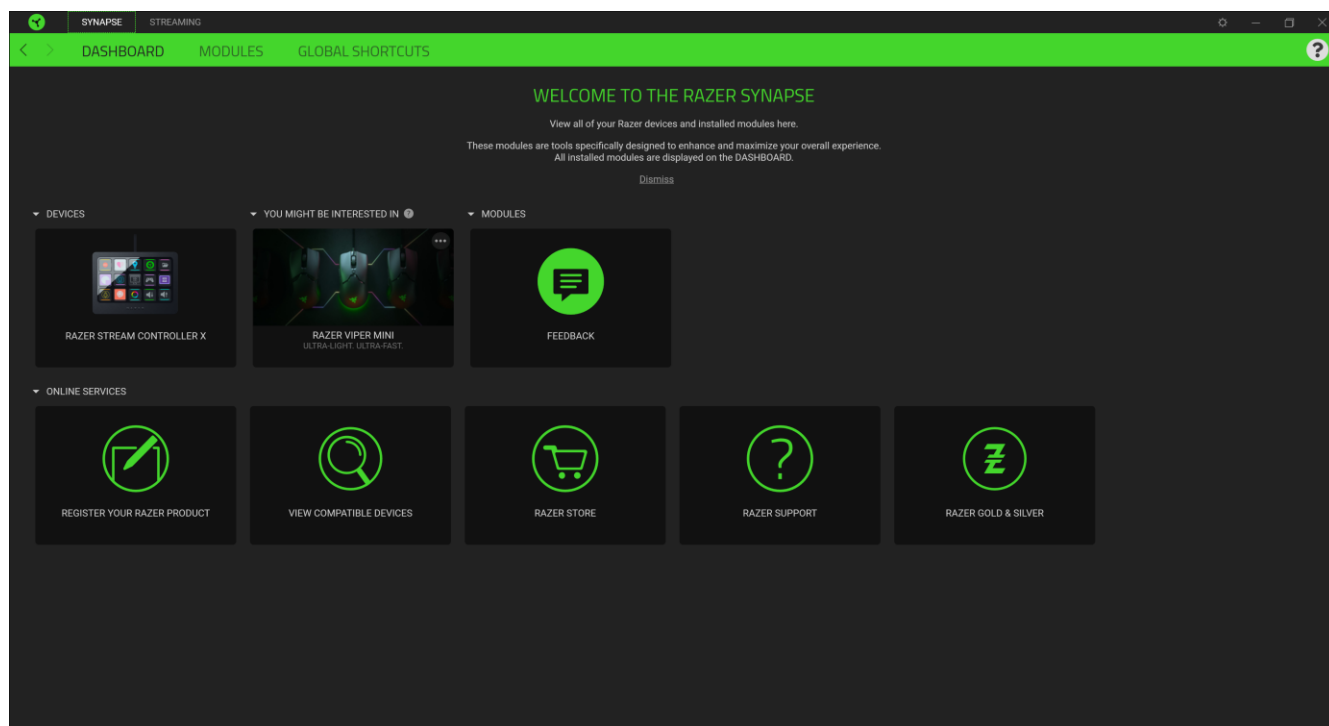 SYNAPSE STREAMING
DASHBOARD MODULES GLOBAL SHORTCUTS
?
WELCOME TO THE RAZER SYNAPSE
View all of your Razer devices and installed modules here.
These modules are tools specifically designed to enhance and maximize your overall experience.
All installed modules are displayed on the DASHBOARD.
Dismiss
DEVICES
YOU MIGHT BE INTERESTED IN ?
MODULES
RAZER STREAM CONTROLLER X
RAZER VIPER MINI
ULTRA-LIGHT. ULTRA-FAST.
FEEDBACK
ONLINE SERVICES
REGISTER YOUR RAZER PRODUCT
VIEW COMPATIBLE DEVICES
RAZER STORE
?
RAZER SUPPORT
RAZER GOLD & SILVER